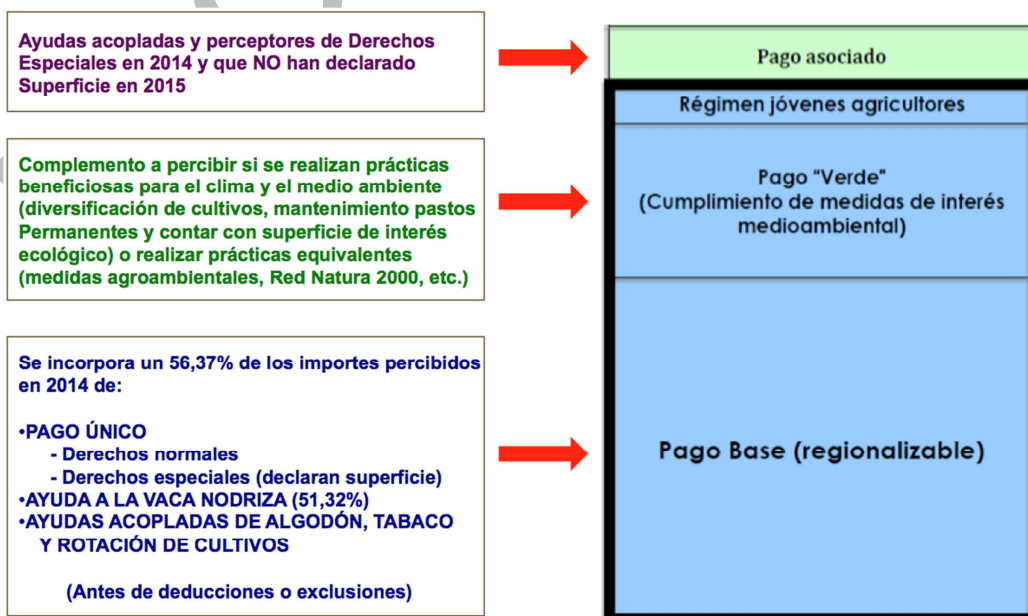 Ayudas acopladas y perceptores de Derechos
Especiales en 2014 y que NO han declarado
Superficie en 2015
Pago asociado
Régimen jóvenes agricultores
Complemento a percibir si se realizan prácticas
beneficiosas para el clima y el medio ambiente
(diversificación de cultivos, mantenimiento pastos
Permanentes y contar con superficie de interés
ecológico) o realizar prácticas equivalentes
(medidas agroambientales, Red Natura 2000, etc.)
Pago "Verde"
(Cumplimiento de medidas de interés
medioambiental)
Se incorpora un 56,37% de los importes percibidos
en 2014 de:
•PAGO ÚNICO
- Derechos normales
- Derechos especiales (declaran superficie)
•AYUDA A LA VACA NODRIZA (51,32%)
•AYUDAS ACOPLADAS DE ALGODÓN, TABACO
Y ROTACIÓN DE CULTIVOS
(Antes de deducciones o exclusiones)
Pago Base (regionalizable)